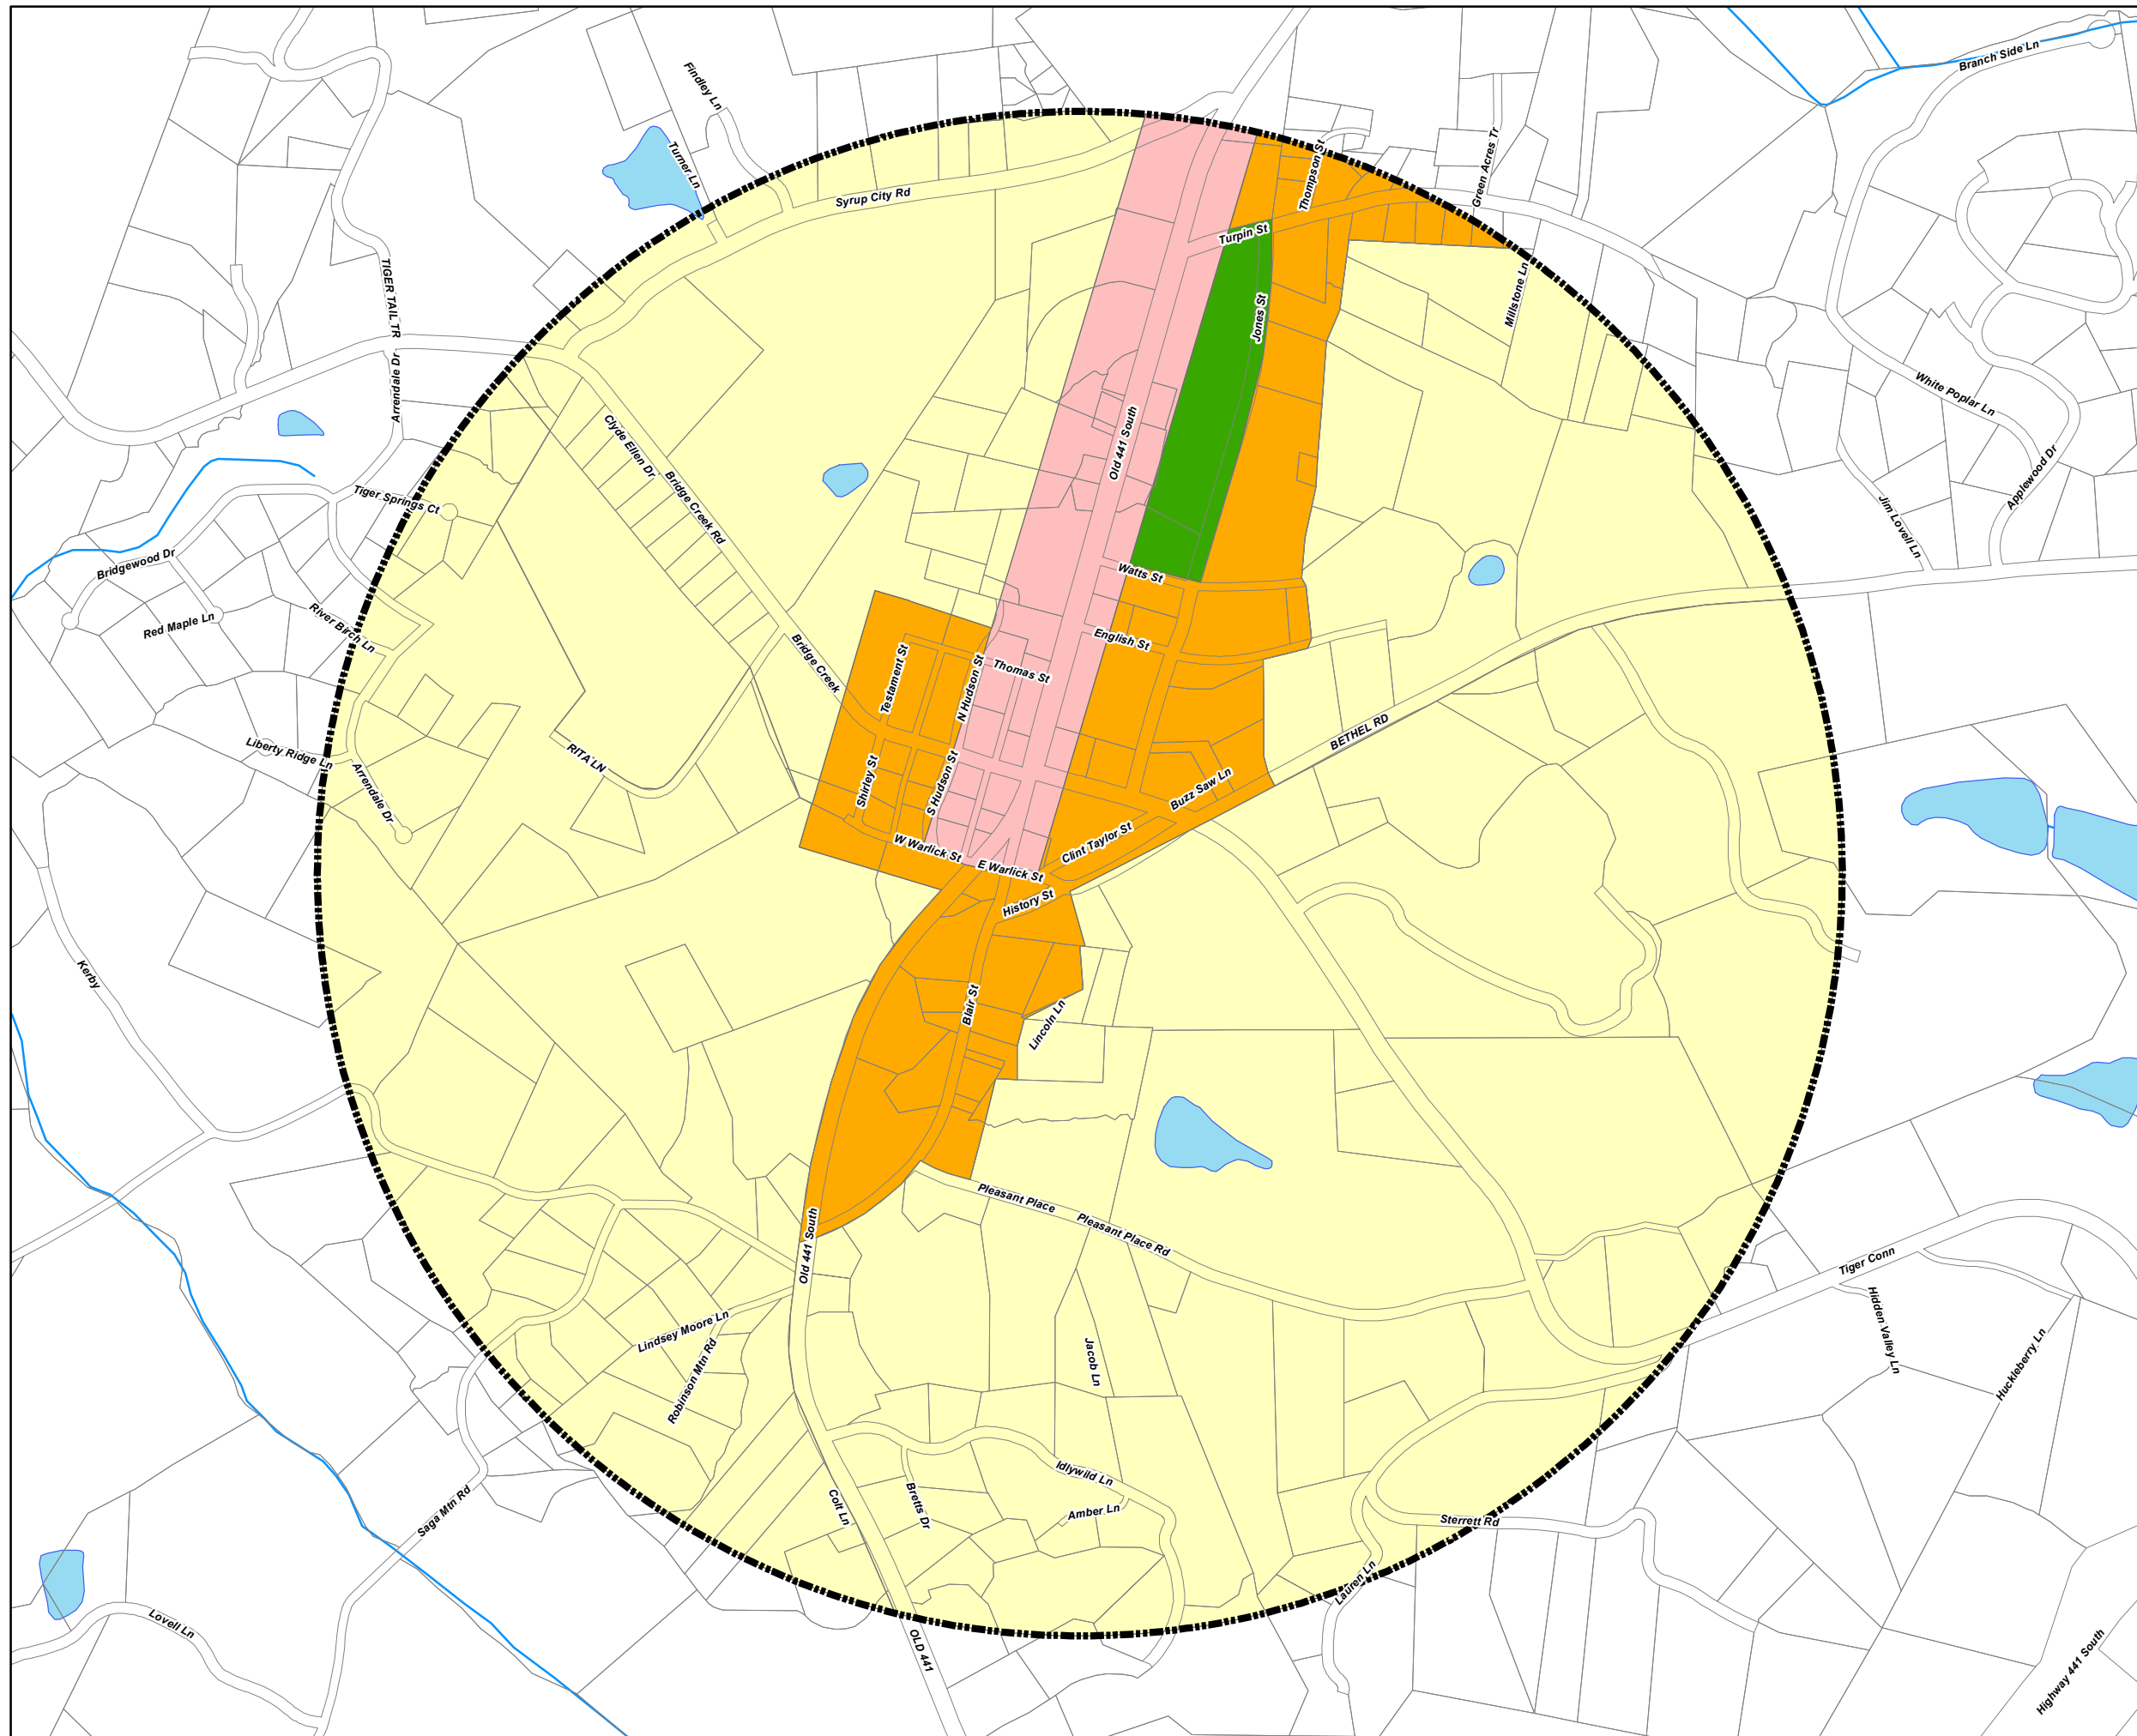 Branch Side Ln
Findley Ln
Turner Ln
Syrup City Rd
Thompson St
Green Acres Tr
Turpin St
TIGER TAIL TR
Jones St
Millstone Ln
Arrendale Dr
White Poplar Ln
Clyde Ellen Dr
Old 441 South
Applewood Dr
Tiger Springs Ct
Bridge Creek Rd
Jim Lovell Ln
Bridgewood Dr
Watts St
Red Maple Ln
River Birch Ln
English St
Bridge Creek
Testament St
N Hudson St
Thomas St
Liberty Ridge Ln
RITA LN
BETHEL RD
Arrendale Dr
Shirley St
S Hudson St
Buzz Saw Ln
W Warlick St
Clint Taylor St
E Warlick St
History St
Kerby
Blair St
Lincoln Ln
Pleasant Place
Pleasant Place Rd
Old 441 South
Tiger Conn
Hidden Valley Ln
Lindsey Moore Ln
Robinson Mtn Rd
Jacob Ln
Huckleberry Ln
Idlywild Ln
Saga Mtn Rd
Colt Ln
Bretts Dr
Amber Ln
Sterrett Rd
Lauren Ln
Lovell Ln
OLD 441
Highway 441 South